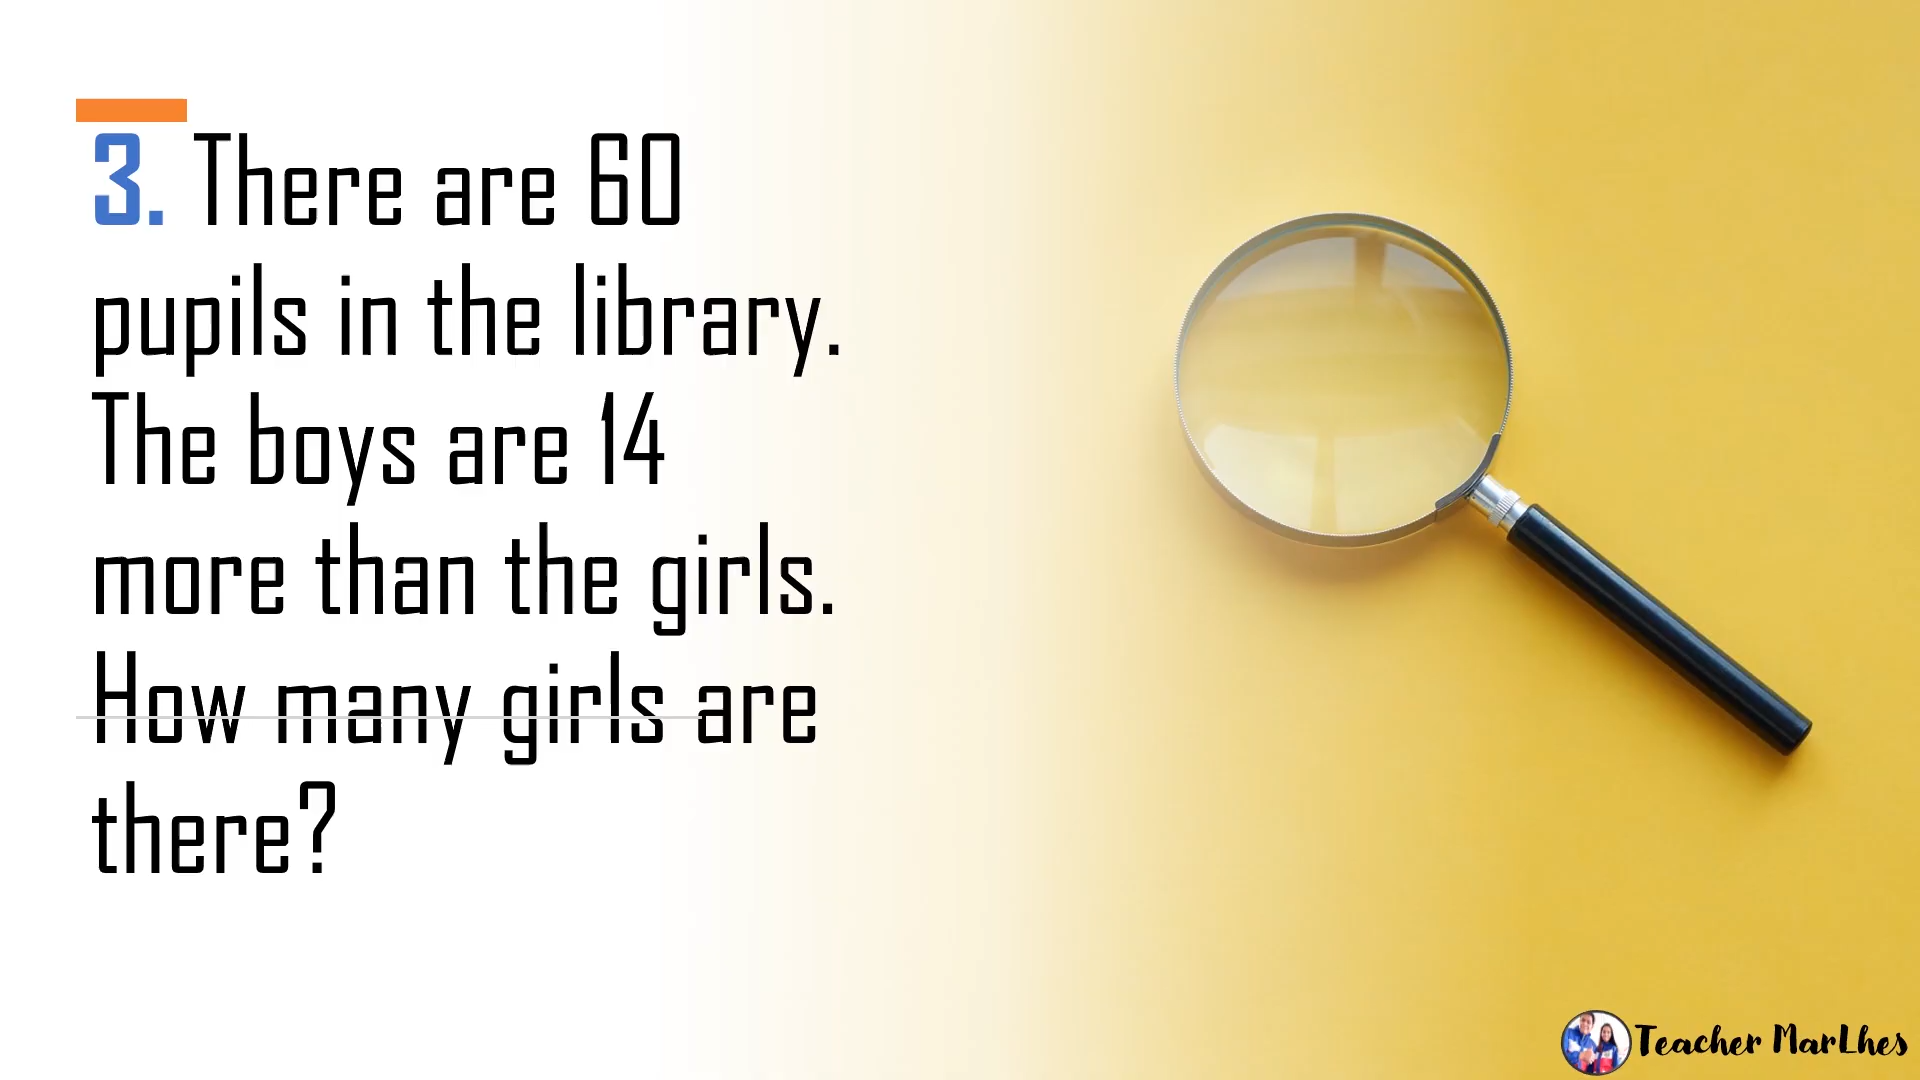 3. There are 60
pupils in the library.
The boys are 14
more than the girls.
How many girls are
there?
Teacher MarLhes